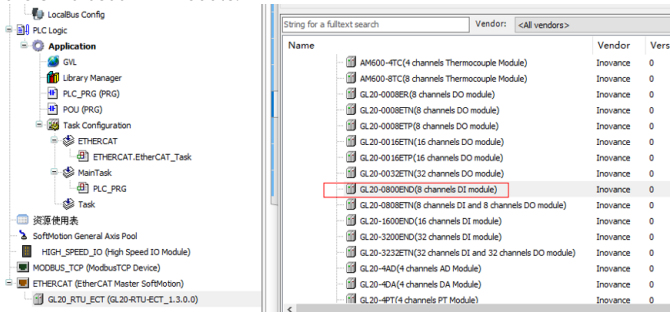 LocalBus Config
PLC Logic
Application
GVL
Library Manager
PLC_PRG (PRG)
POU (PRG)
Task Configuration
ETHERCAT
ETHERCAT.EtherCAT_Task
MainTask
PLC_PRG
Task
资源使用表
SoftMotion General Axis Pool
HIGH_SPEED_IO (High Speed IO Module)
MODBUS_TCP (ModbusTCP Device)
ETHERCAT (EtherCAT Master SoftMotion)
GL20_RTU_ECT (GL20-RTU-ECT_1.3.0.0)
String for a fulltext search Vendor: <All vendors>
Name Vendor Vers
AM600-4TC(4 channels Thermocouple Module) Inovance 0
AM600-8TC(8 channels Thermocouple Module) Inovance 0
GL20-0008ER(8 channels DO module) Inovance 0
GL20-0008ETN(8 channels DO module) Inovance 0
GL20-0008ETP(8 channels DO module) Inovance 0
GL20-0016ETN(16 channels DO module) Inovance 0
GL20-0016ETP(16 channels DO module) Inovance 0
GL20-0032ETN(32 channels DO module) Inovance 0
GL20-0800END(8 channels DI module) Inovance 0
GL20-0808ETN(8 channels DI and 8 channels DO module) Inovance 0
GL20-1600END(16 channels DI module) Inovance 0
GL20-3200END(32 channels DI module) Inovance 0
GL20-3232ETN(32 channels DI and 32 channels DO module) Inovance 0
GL20-4AD(4 channels AD Module) Inovance 0
GL20-4DA(4 channels DA Module) Inovance 0
GL20-4PT(4 channels PT Module) Inovance 0